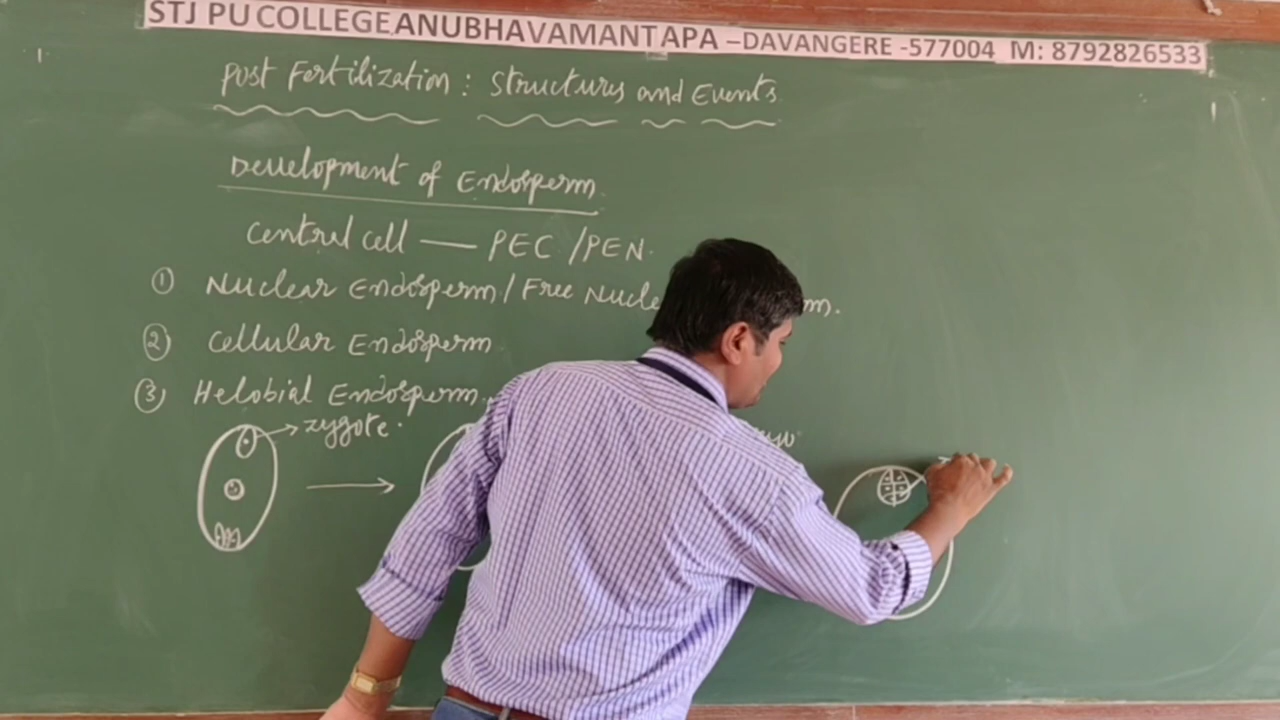 STJ PU COLLEGE ANUBHAVAMANTAPA –DAVANGERE -577004 M: 8792826533
Post Fertilization : Structures and Events
Development of Endosperm
Central cell — PEC /PEN.
① Nuclear Endosperm / Free
② Cellular Endosperm
③ Helobial Endosperm
zygote.